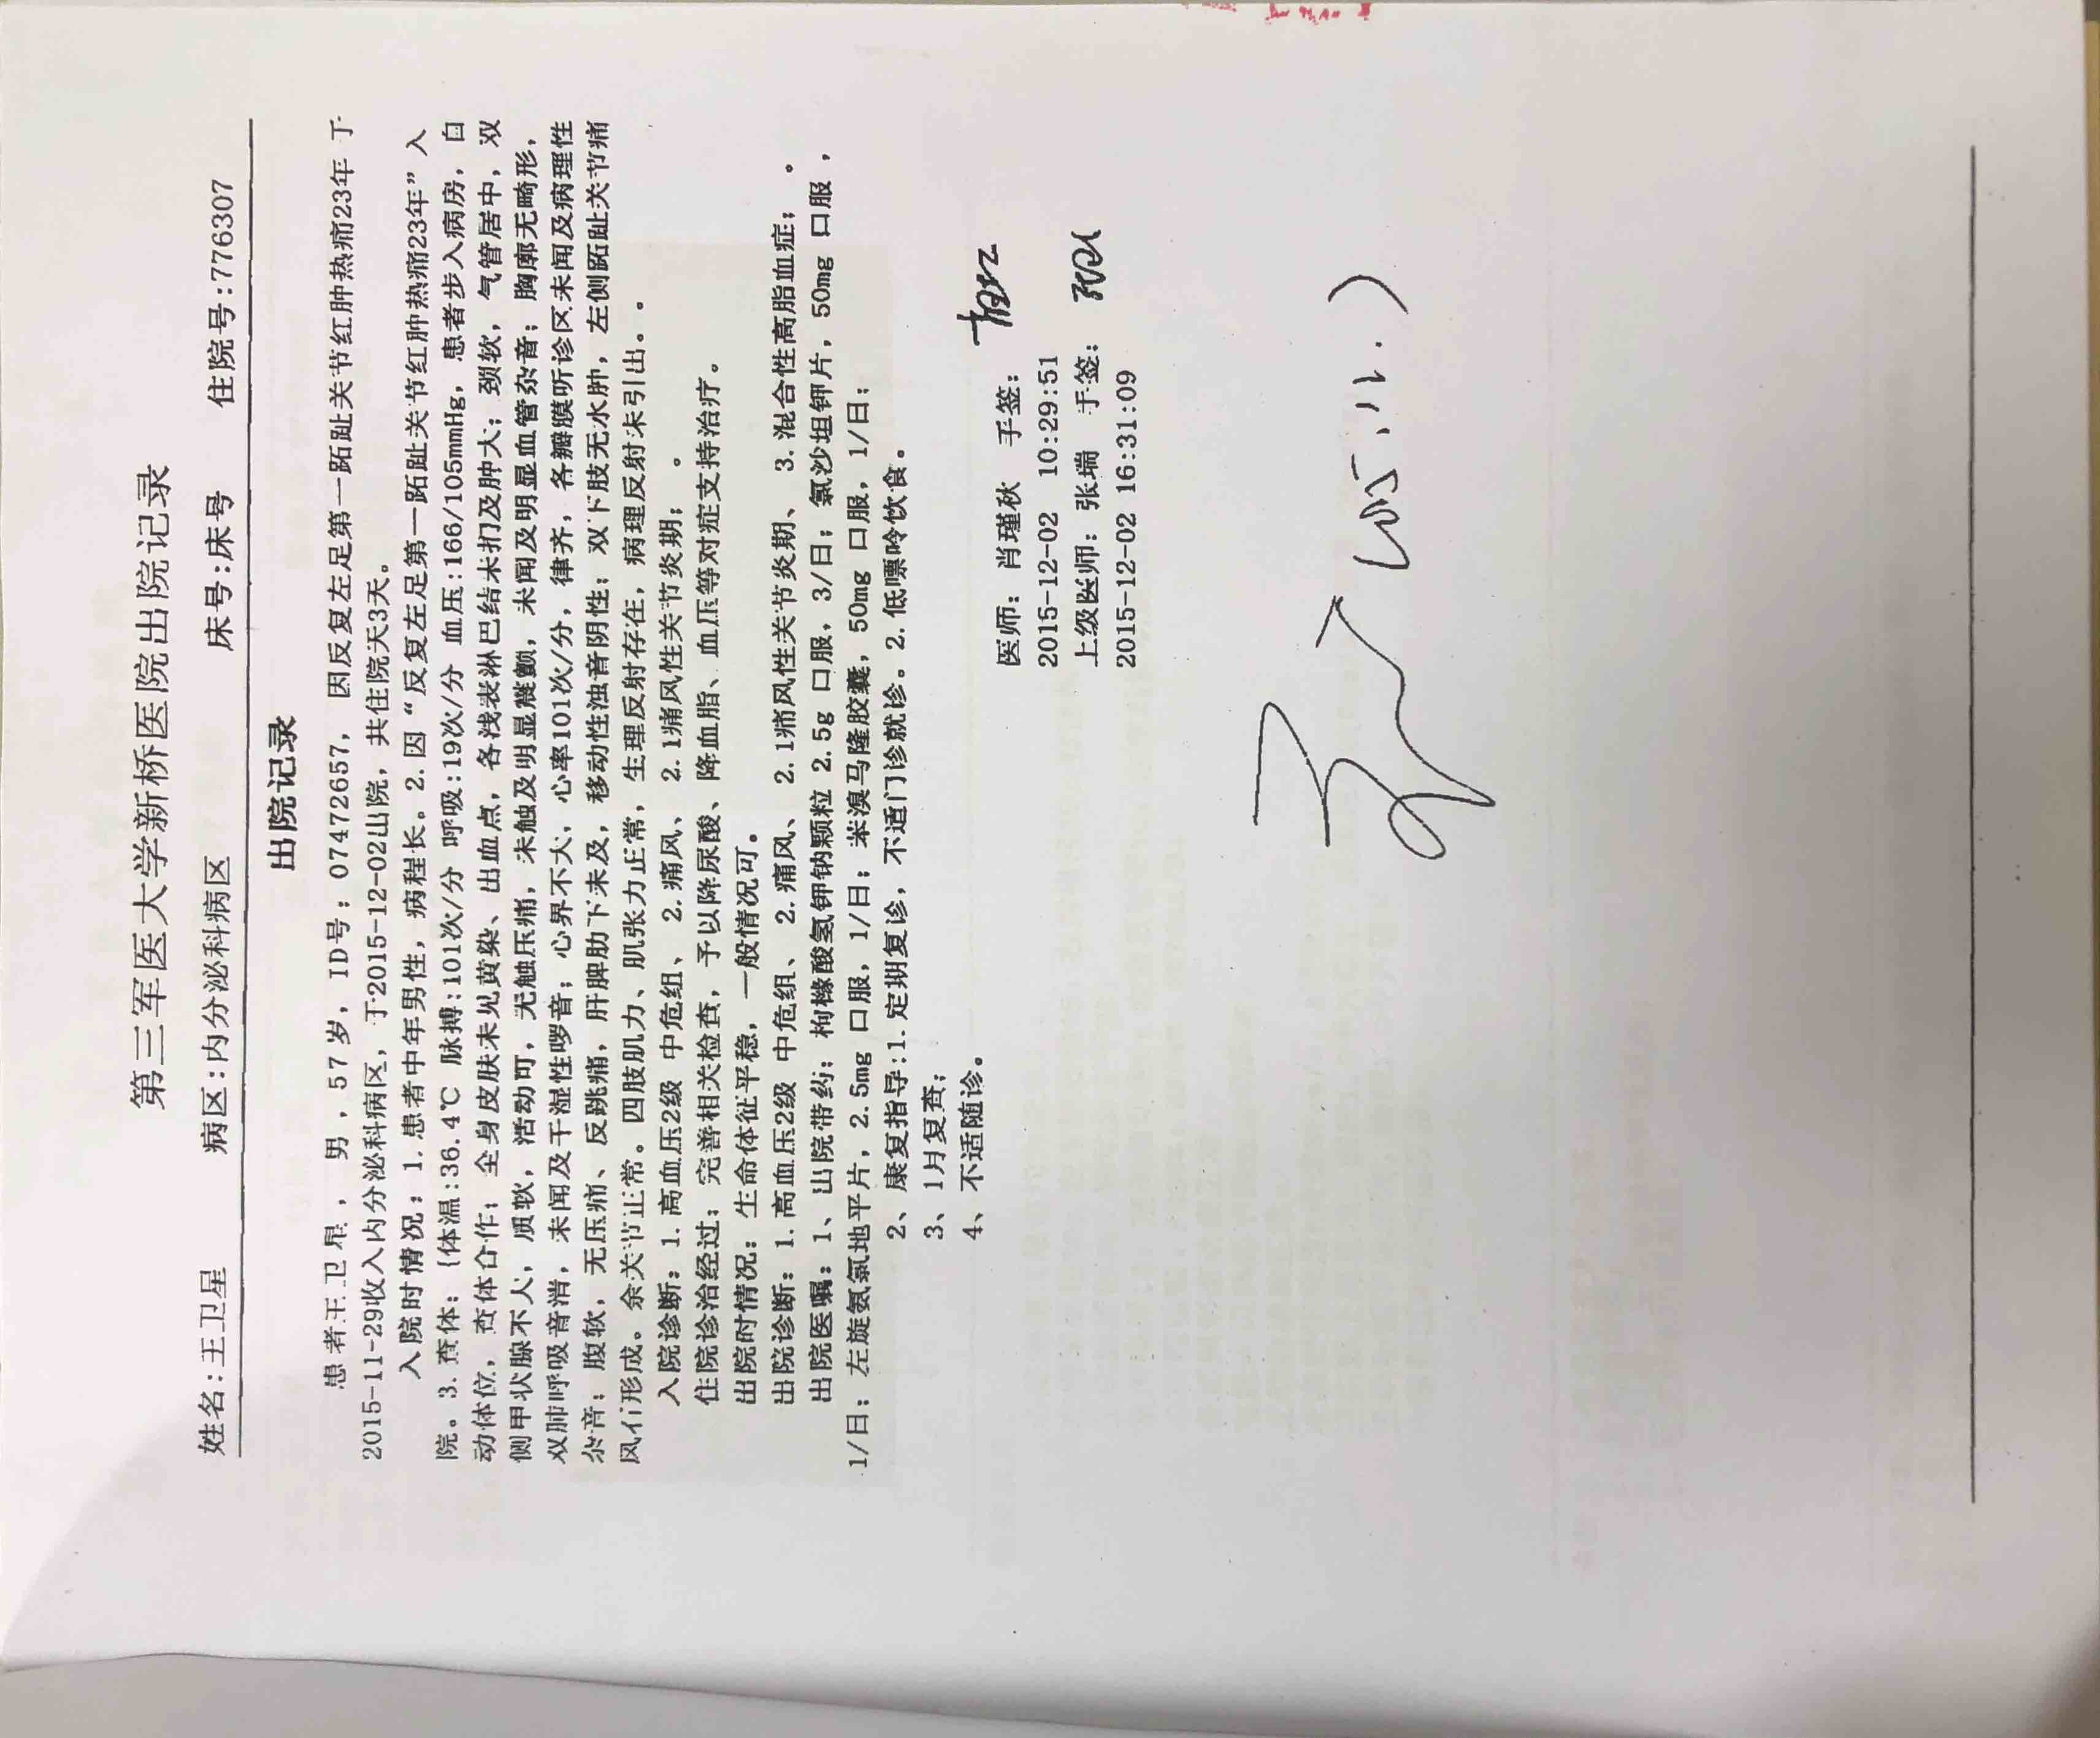 第三军医大学新桥医院出院记录
姓名:王卫星 病区:内分泌科病区 床号:床号 住院号:776307
出院记录
患者王卫星， 男，57岁，ID号：07472657， 因反复左足第一跖趾关节红肿热痛23年 于
2015-11-29收入内分泌科病区，于2015-12-02出院，共住院天3天。
入院时情况：1.患者中年男性，病程长。2.因“反复左足第一跖趾关节红肿热痛23年”入
院。3.查体：{体温:36.4℃ 脉搏:101次/分 呼吸:19次/分 血压:166/105mmHg，患者步入病房，自
动体位，查体合作；全身皮肤未见黄染、出血点，各浅表淋巴结未扪及肿大；颈软，气管居中，双
侧甲状腺不大，质软，活动可，无触压痛，未触及明显震颤，未闻及明显血管杂音；胸廓无畸形，
双肺呼吸音清，未闻及干湿性啰音；心界不大，心率101次/分，律齐，各瓣膜听诊区未闻及病理性
杂音；腹软，无压痛、反跳痛，肝脾肋下未及，移动性浊音阴性；双下肢无水肿，左侧跖趾关节痛
风石形成。余关节正常。四肢肌力、肌张力正常，生理反射存在，病理反射未引出。。
入院诊断：1.高血压2级 中危组、 2.痛风、 2.1痛风性关节炎期； 。
住院诊治经过：完善相关检查，予以降尿酸、降血脂、血压等对症支持治疗。
出院时情况：生命体征平稳，一般情况可。
出院诊断：1.高血压2级 中危组、 2.痛风、 2.1痛风性关节炎期、 3.混合性高脂血症； 。
出院医嘱：1、出院带药：枸橼酸氢钾钠颗粒 2.5g 口服，3/日；氯沙坦钾片，50mg 口服 ，
1/日；左旋氨氯地平片，2.5mg 口服，1/日；苯溴马隆胶囊，50mg 口服，1/日；
2、康复指导:1.定期复诊，不适门诊就诊。2.低嘌呤饮食。
3、1月复查；
4、不适随诊。
医师：肖瑾秋 手签：
2015-12-02 10:29:51
上级医师：张瑞 手签：
2015-12-02 16:31:09